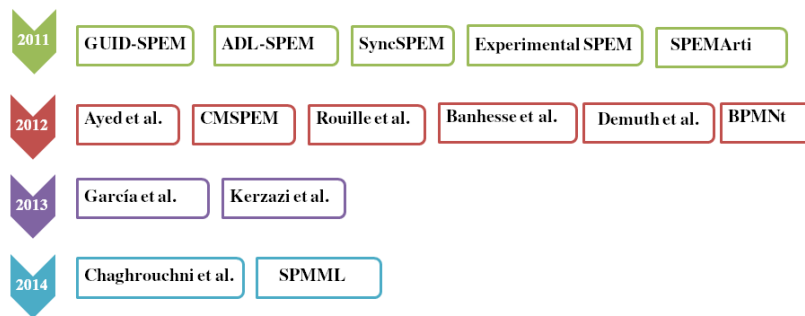 2011 GUID-SPEM ADL-SPEM SyncSPEM Experimental SPEM SPEMArti
2012 Ayed et al. CMSPEM Rouille et al. Banhesse et al. Demuth et al. BPMNt
2013 García et al. Kerzazi et al.
2014 Chaghrouchni et al. SPMML